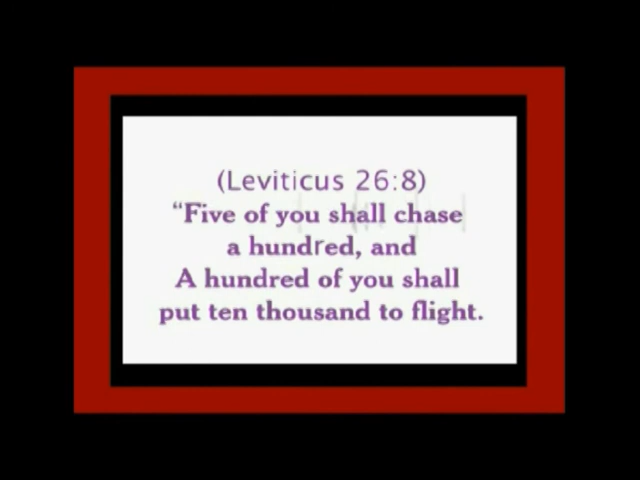 (Leviticus 26:8)
“Five of you shall chase
a hundred, and
A hundred of you shall
put ten thousand to flight.